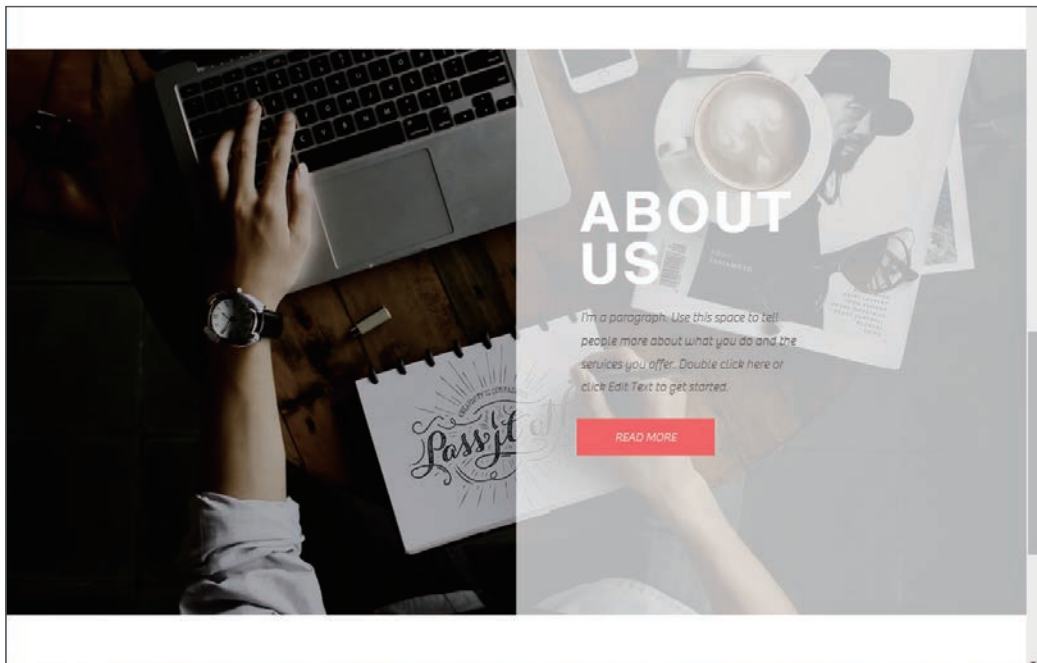 ABOUT
US
I'm a paragraph. Use this space to tell
people more about what you do and the
services you offer. Double click here or
click Edit Text to get started.
READ MORE
Pass it